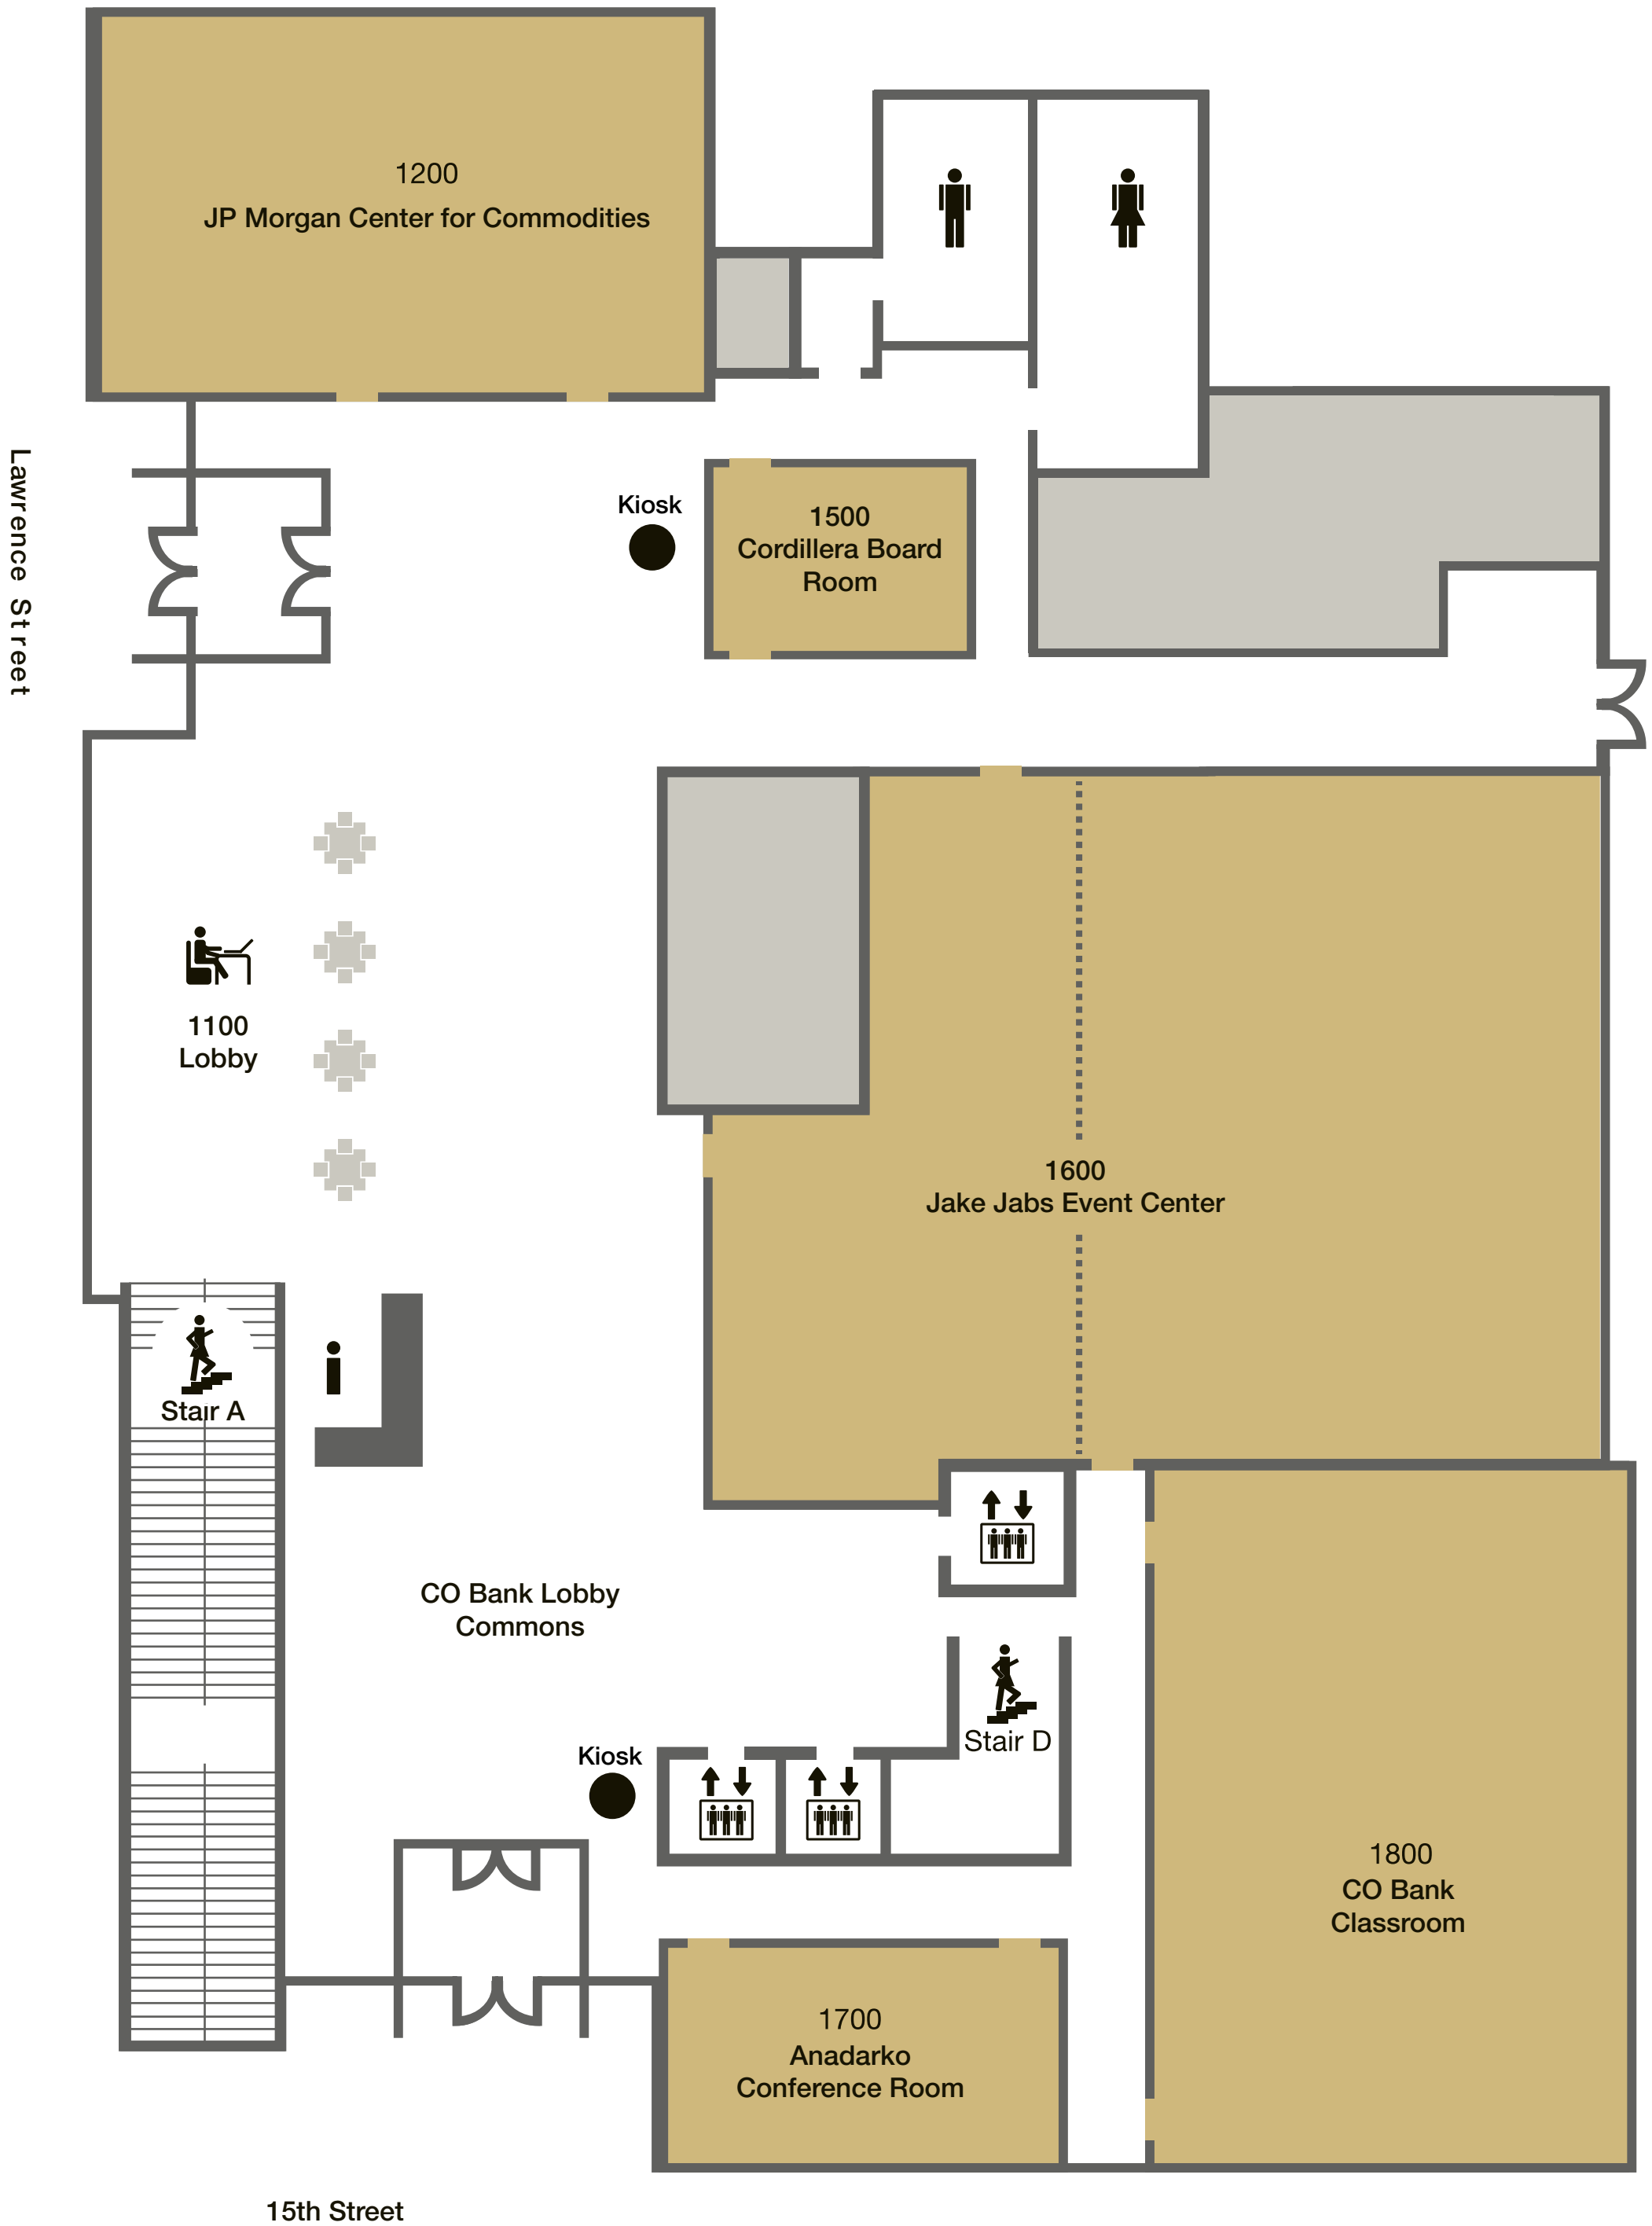 1200
JP Morgan Center for Commodities
Lawrence Street
Kiosk
1500
Cordillera Board
Room
1100
Lobby
1600
Jake Jabs Event Center
Stair A
CO Bank Lobby
Commons
Stair D
Kiosk
1800
CO Bank
Classroom
1700
Anadarko
Conference Room
15th Street